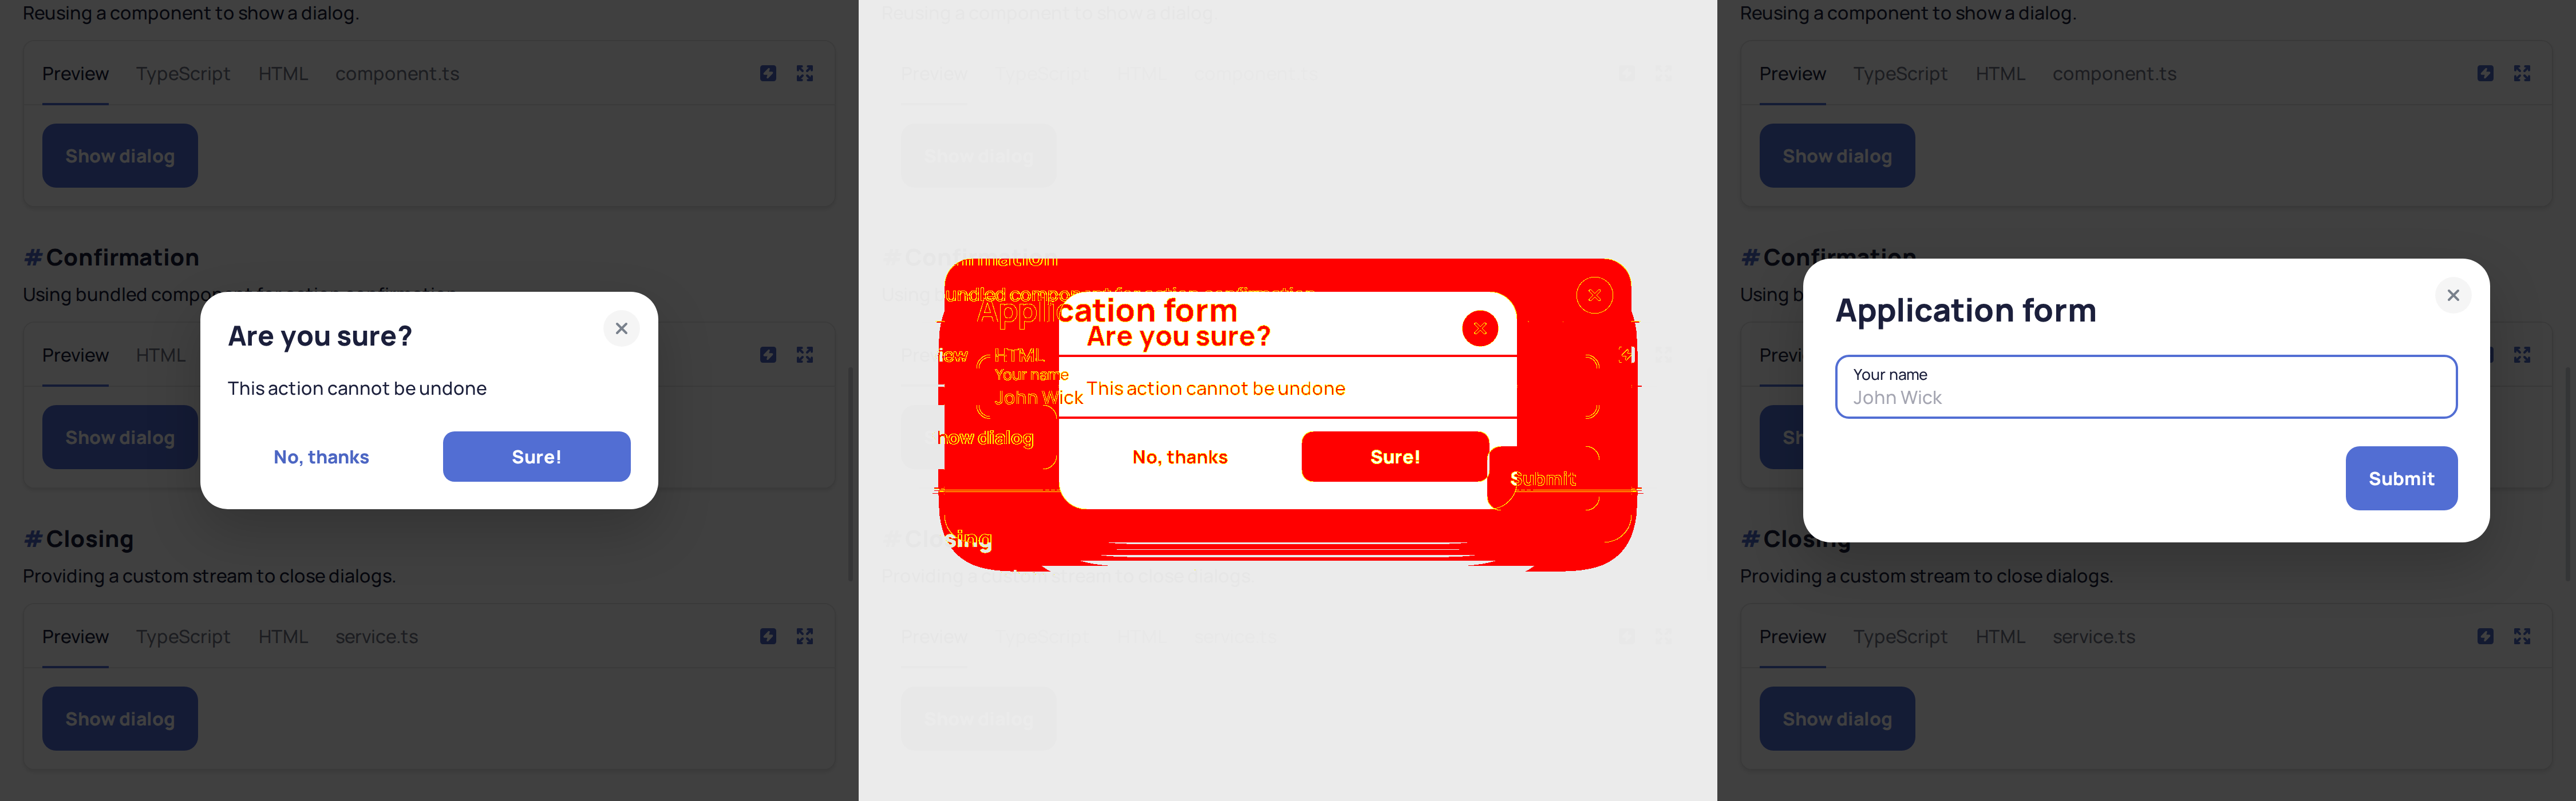 Reusing a component to show a dialog.
Preview TypeScript HTML component.ts
Show dialog
#Confirmation
Using bundled component for action confirmation
Preview HTML
Show dialog
Are you sure?
This action cannot be undone
No, thanks Sure!
#Closing
Providing a custom stream to close dialogs.
Preview TypeScript HTML service.ts
Show dialog
Reusing a component to show a dialog.
Preview TypeScript HTML component.ts
Show dialog
#Confirmation
Using bundled component for action confirmation
Application form
Are you sure?
Preview HTML
Your name
This action cannot be undone
John Wick
Show dialog
No, thanks Sure!
Submit
#Closing
Providing a custom stream to close dialogs.
Preview TypeScript HTML service.ts
Show dialog
Reusing a component to show a dialog.
Preview TypeScript HTML component.ts
Show dialog
#Confirmation
Using b
Application form
Previ
Your name
John Wick
Sh
Submit
#Closing
Providing a custom stream to close dialogs.
Preview TypeScript HTML service.ts
Show dialog